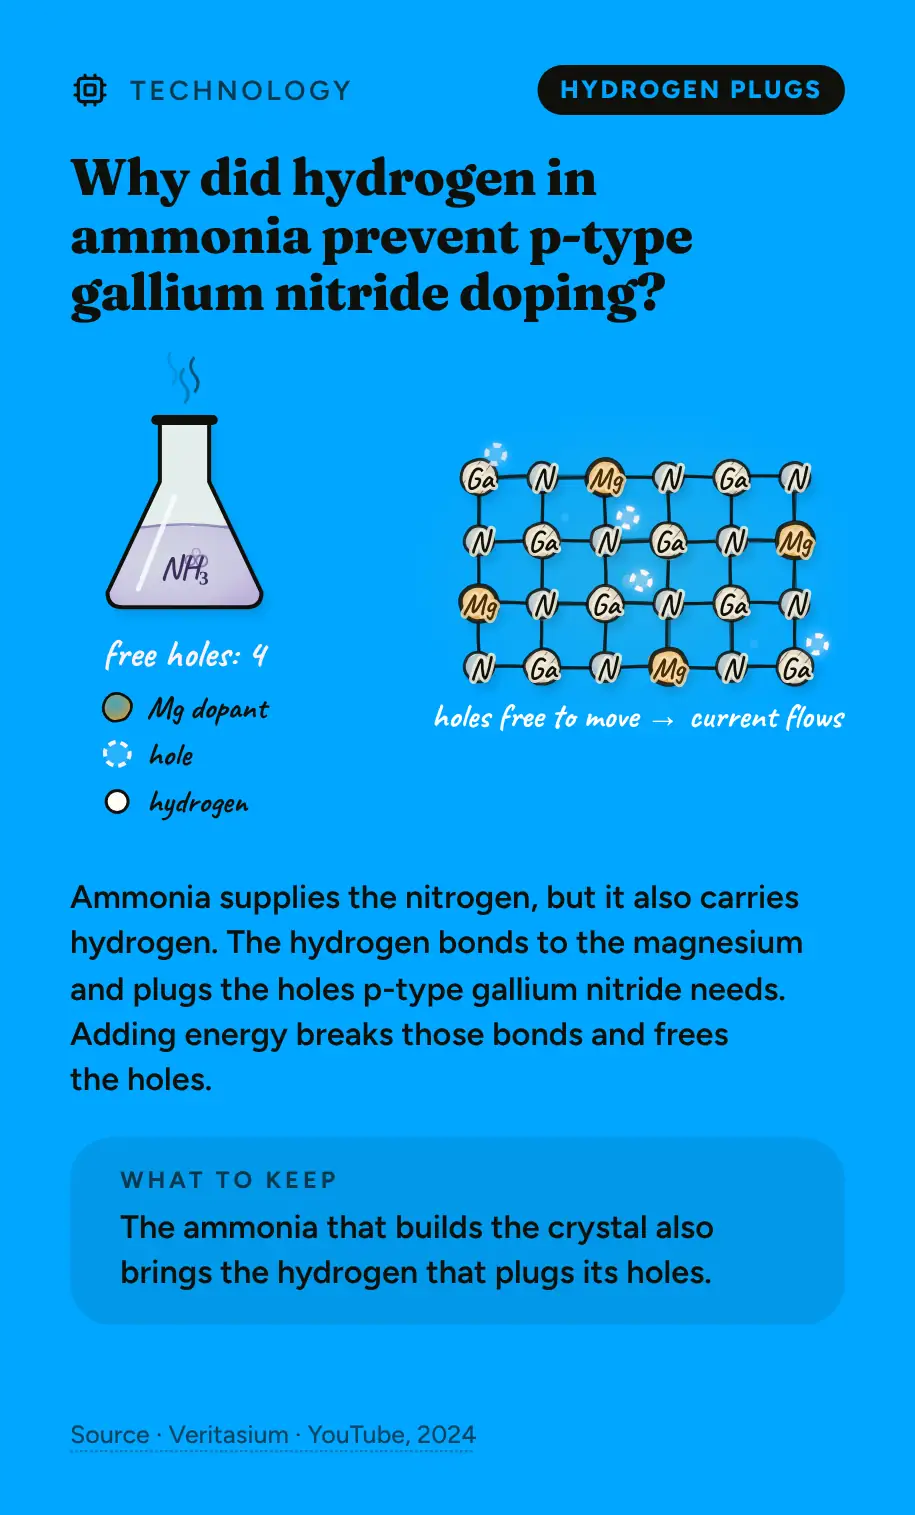 TECHNOLOGY
HYDROGEN PLUGS
Why did hydrogen in
ammonia prevent p-type
gallium nitride doping?
NH₃
free holes: 4
Mg dopant
hole
hydrogen
Ga N Mg N Ga N
N Ga N Ga N Mg
Mg N Ga N Ga N
N Ga N Mg N Ga
holes free to move → current flows
Ammonia supplies the nitrogen, but it also carries
hydrogen. The hydrogen bonds to the magnesium
and plugs the holes p-type gallium nitride needs.
Adding energy breaks those bonds and frees
the holes.
WHAT TO KEEP
The ammonia that builds the crystal also
brings the hydrogen that plugs its holes.
Source · Veritasium · YouTube, 2024